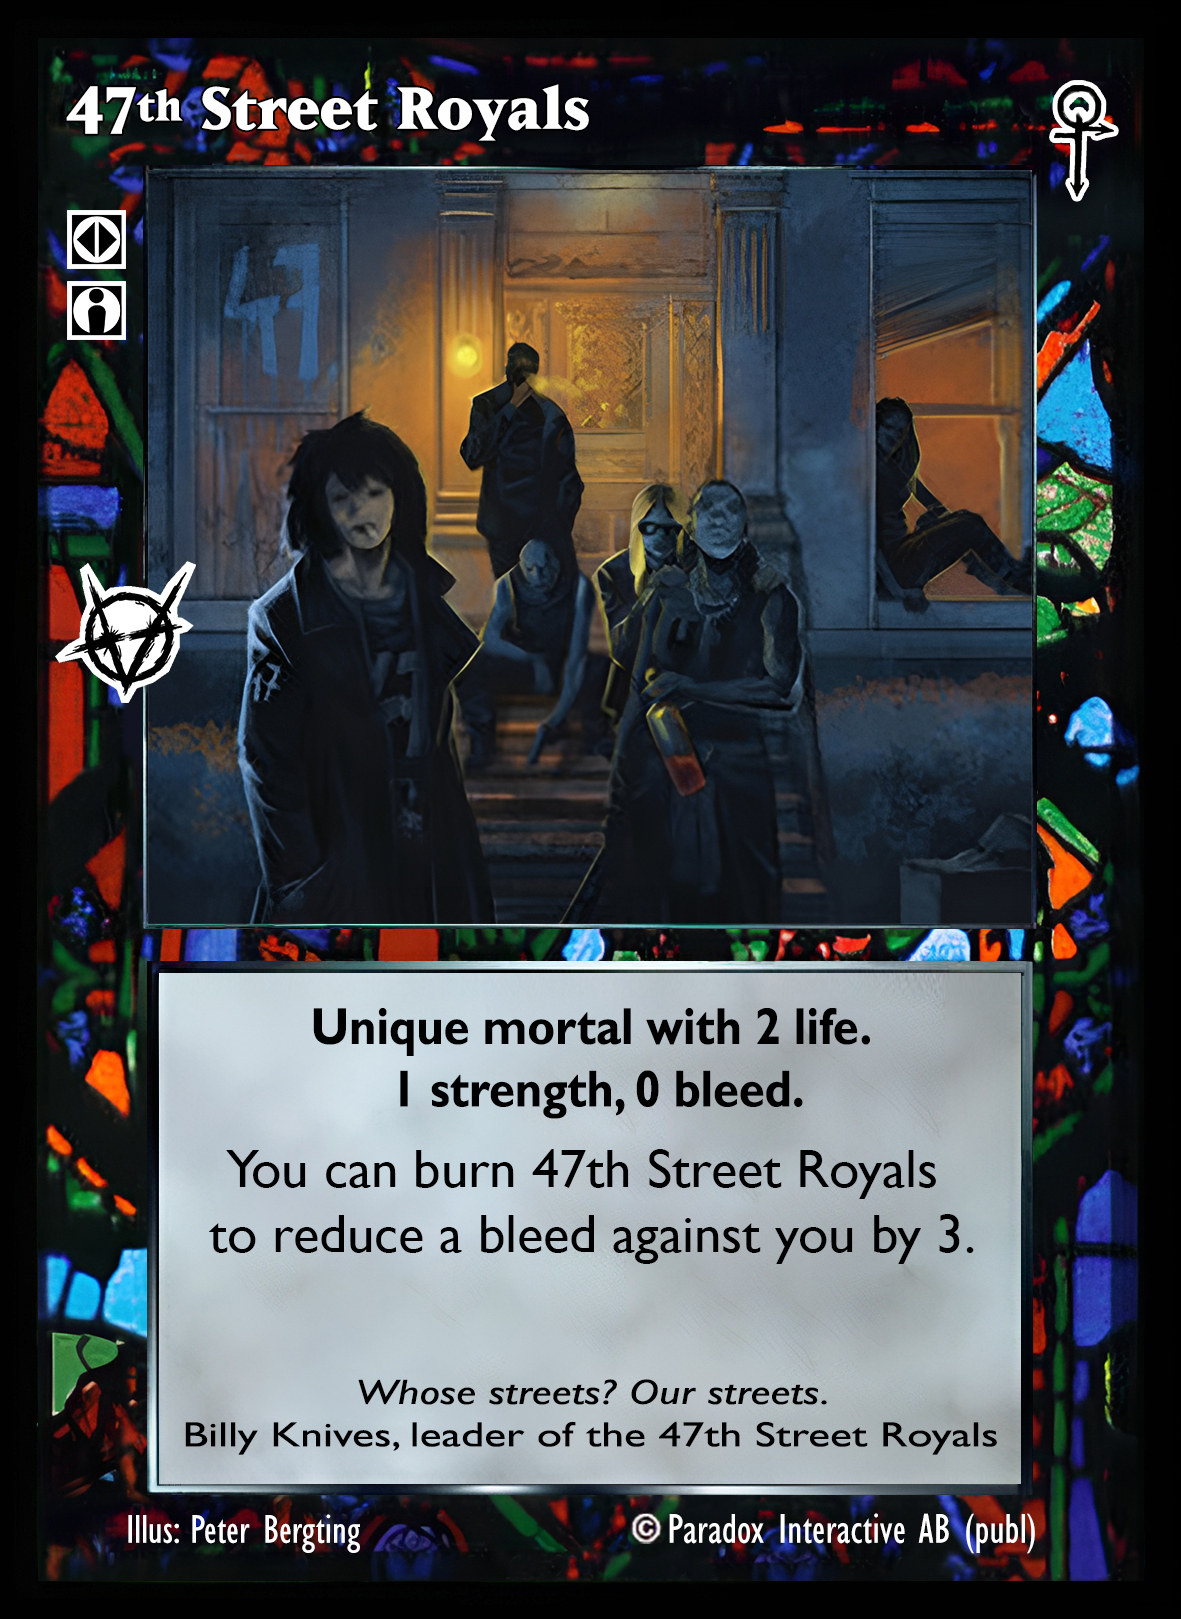 47th Street Royals
47
47
Unique mortal with 2 life.
1 strength, 0 bleed.
You can burn 47th Street Royals
to reduce a bleed against you by 3.
Whose streets? Our streets.
Billy Knives, leader of the 47th Street Royals
Illus: Peter Bergting
© Paradox Interactive AB (publ)